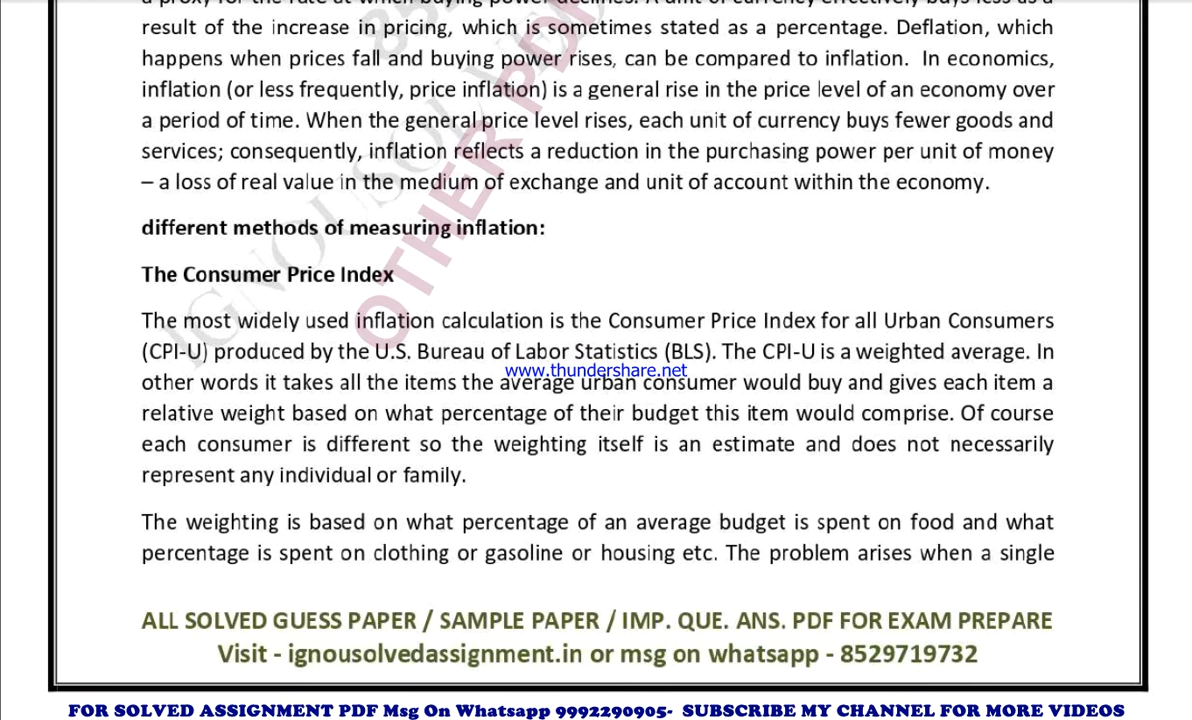 result of the increase in pricing, which is sometimes stated as a percentage. Deflation, which
happens when prices fall and buying power rises, can be compared to inflation. In economics,
inflation (or less frequently, price inflation) is a general rise in the price level of an economy over
a period of time. When the general price level rises, each unit of currency buys fewer goods and
services; consequently, inflation reflects a reduction in the purchasing power per unit of money
– a loss of real value in the medium of exchange and unit of account within the economy.
different methods of measuring inflation:
The Consumer Price Index
The most widely used inflation calculation is the Consumer Price Index for all Urban Consumers
(CPI-U) produced by the U.S. Bureau of Labor Statistics (BLS). The CPI-U is a weighted average. In
www.thundershare.net
other words it takes all the items the average urban consumer would buy and gives each item a
relative weight based on what percentage of their budget this item would comprise. Of course
each consumer is different so the weighting itself is an estimate and does not necessarily
represent any individual or family.
The weighting is based on what percentage of an average budget is spent on food and what
percentage is spent on clothing or gasoline or housing etc. The problem arises when a single
OTHER PD
ALL SOLVED GUESS PAPER / SAMPLE PAPER / IMP. QUE. ANS. PDF FOR EXAM PREPARE
Visit - ignousolvedassignment.in or msg on whatsapp - 8529719732
FOR SOLVED ASSIGNMENT PDF Msg On Whatsapp 9992290905- SUBSCRIBE MY CHANNEL FOR MORE VIDEOS